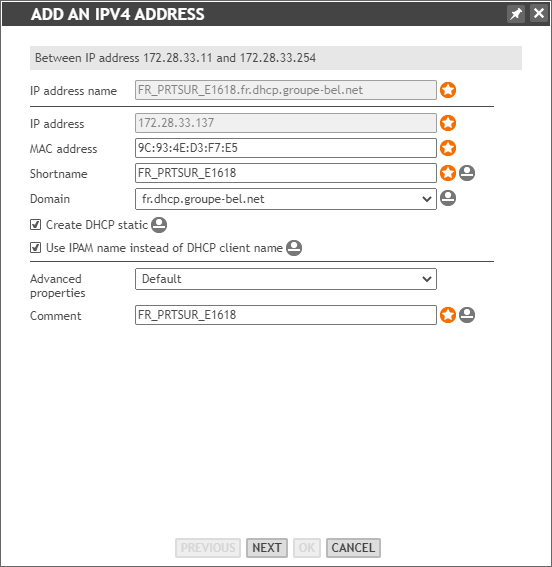 ADD AN IPV4 ADDRESS
Between IP address 172.28.33.11 and 172.28.33.254
IP address name FR_PRTSUR_E1618.fr.dhcp.groupe-bel.net
IP address 172.28.33.137
MAC address 9C:93:4E:D3:F7:E5
Shortname FR_PRTSUR_E1618
Domain fr.dhcp.groupe-bel.net
Create DHCP static
Use IPAM name instead of DHCP client name
Advanced properties Default
Comment FR_PRTSUR_E1618
PREVIOUS NEXT OK CANCEL